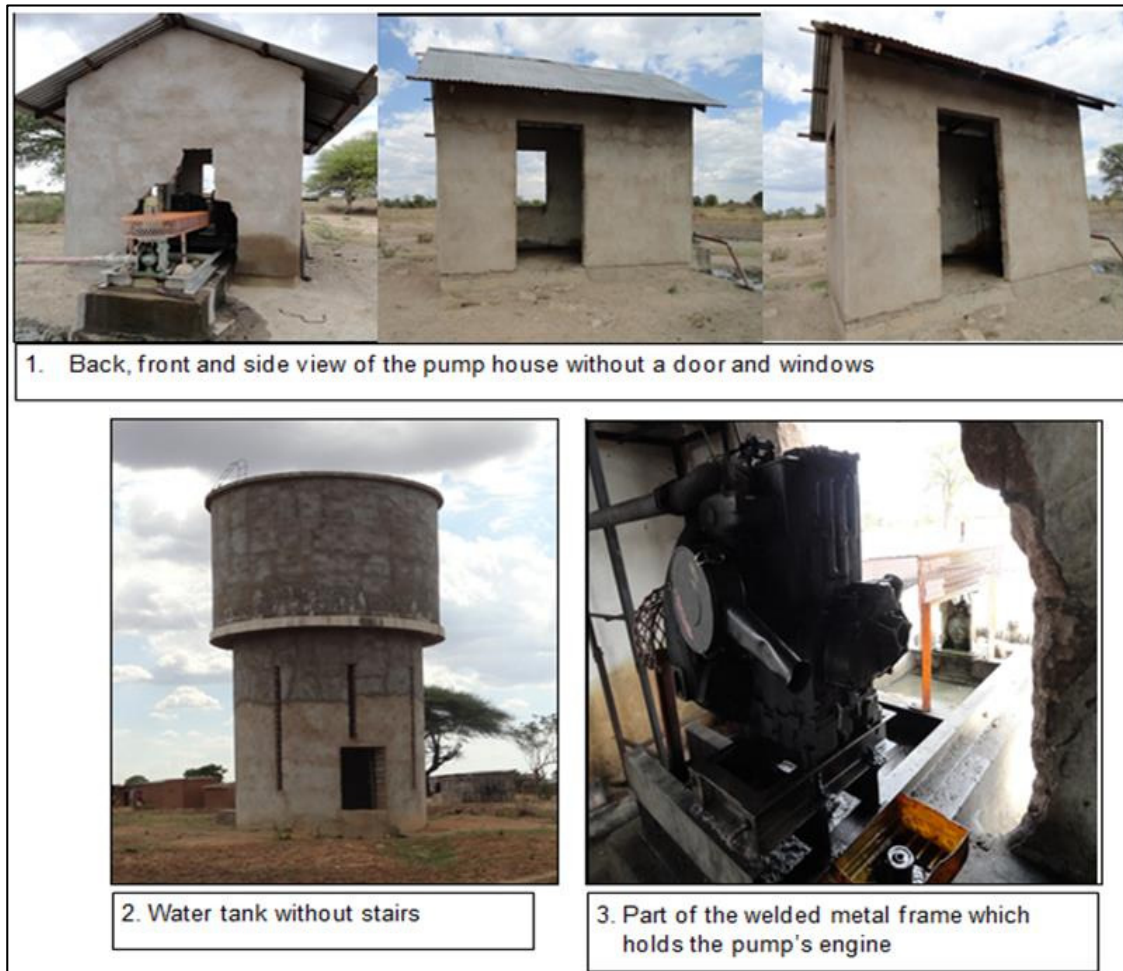 1. Back, front and side view of the pump house without a door and windows
2. Water tank without stairs
3. Part of the welded metal frame which
holds the pump's engine